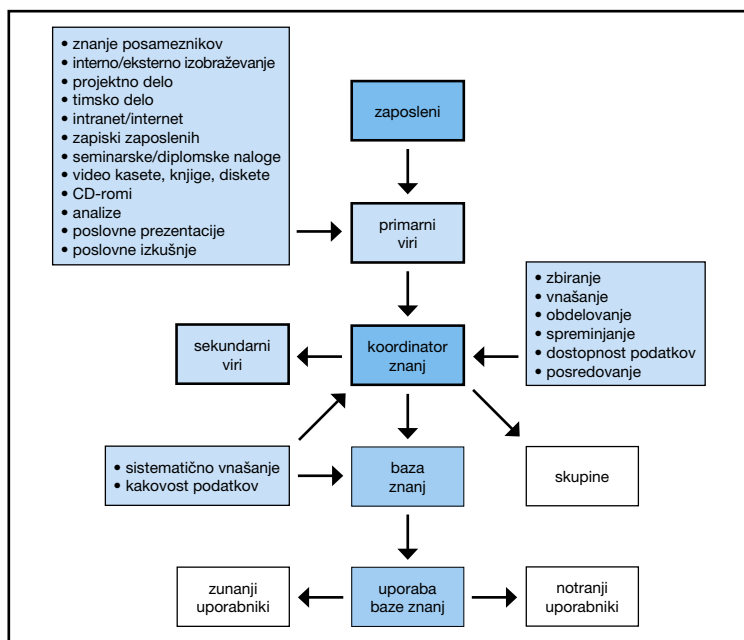 • znanje posameznikov
• interno/eksterno izobraževanje
• projektno delo
• timsko delo
• intranet/internet
• zapiski zaposlenih
• seminarske/diplomske naloge
• video kasete, knjige, diskete
• CD-romi
• analize
• poslovne prezentacije
• poslovne izkušnje
zaposleni
primarni
viri
• zbiranje
• vnašanje
• obdelovanje
• spreminjanje
• dostopnost podatkov
• posredovanje
sekundarni
viri
koordinator
znanj
• sistematično vnašanje
• kakovost podatkov
baza
znanj
skupine
zunanji
uporabniki
uporaba
baze znanj
notranji
uporabniki